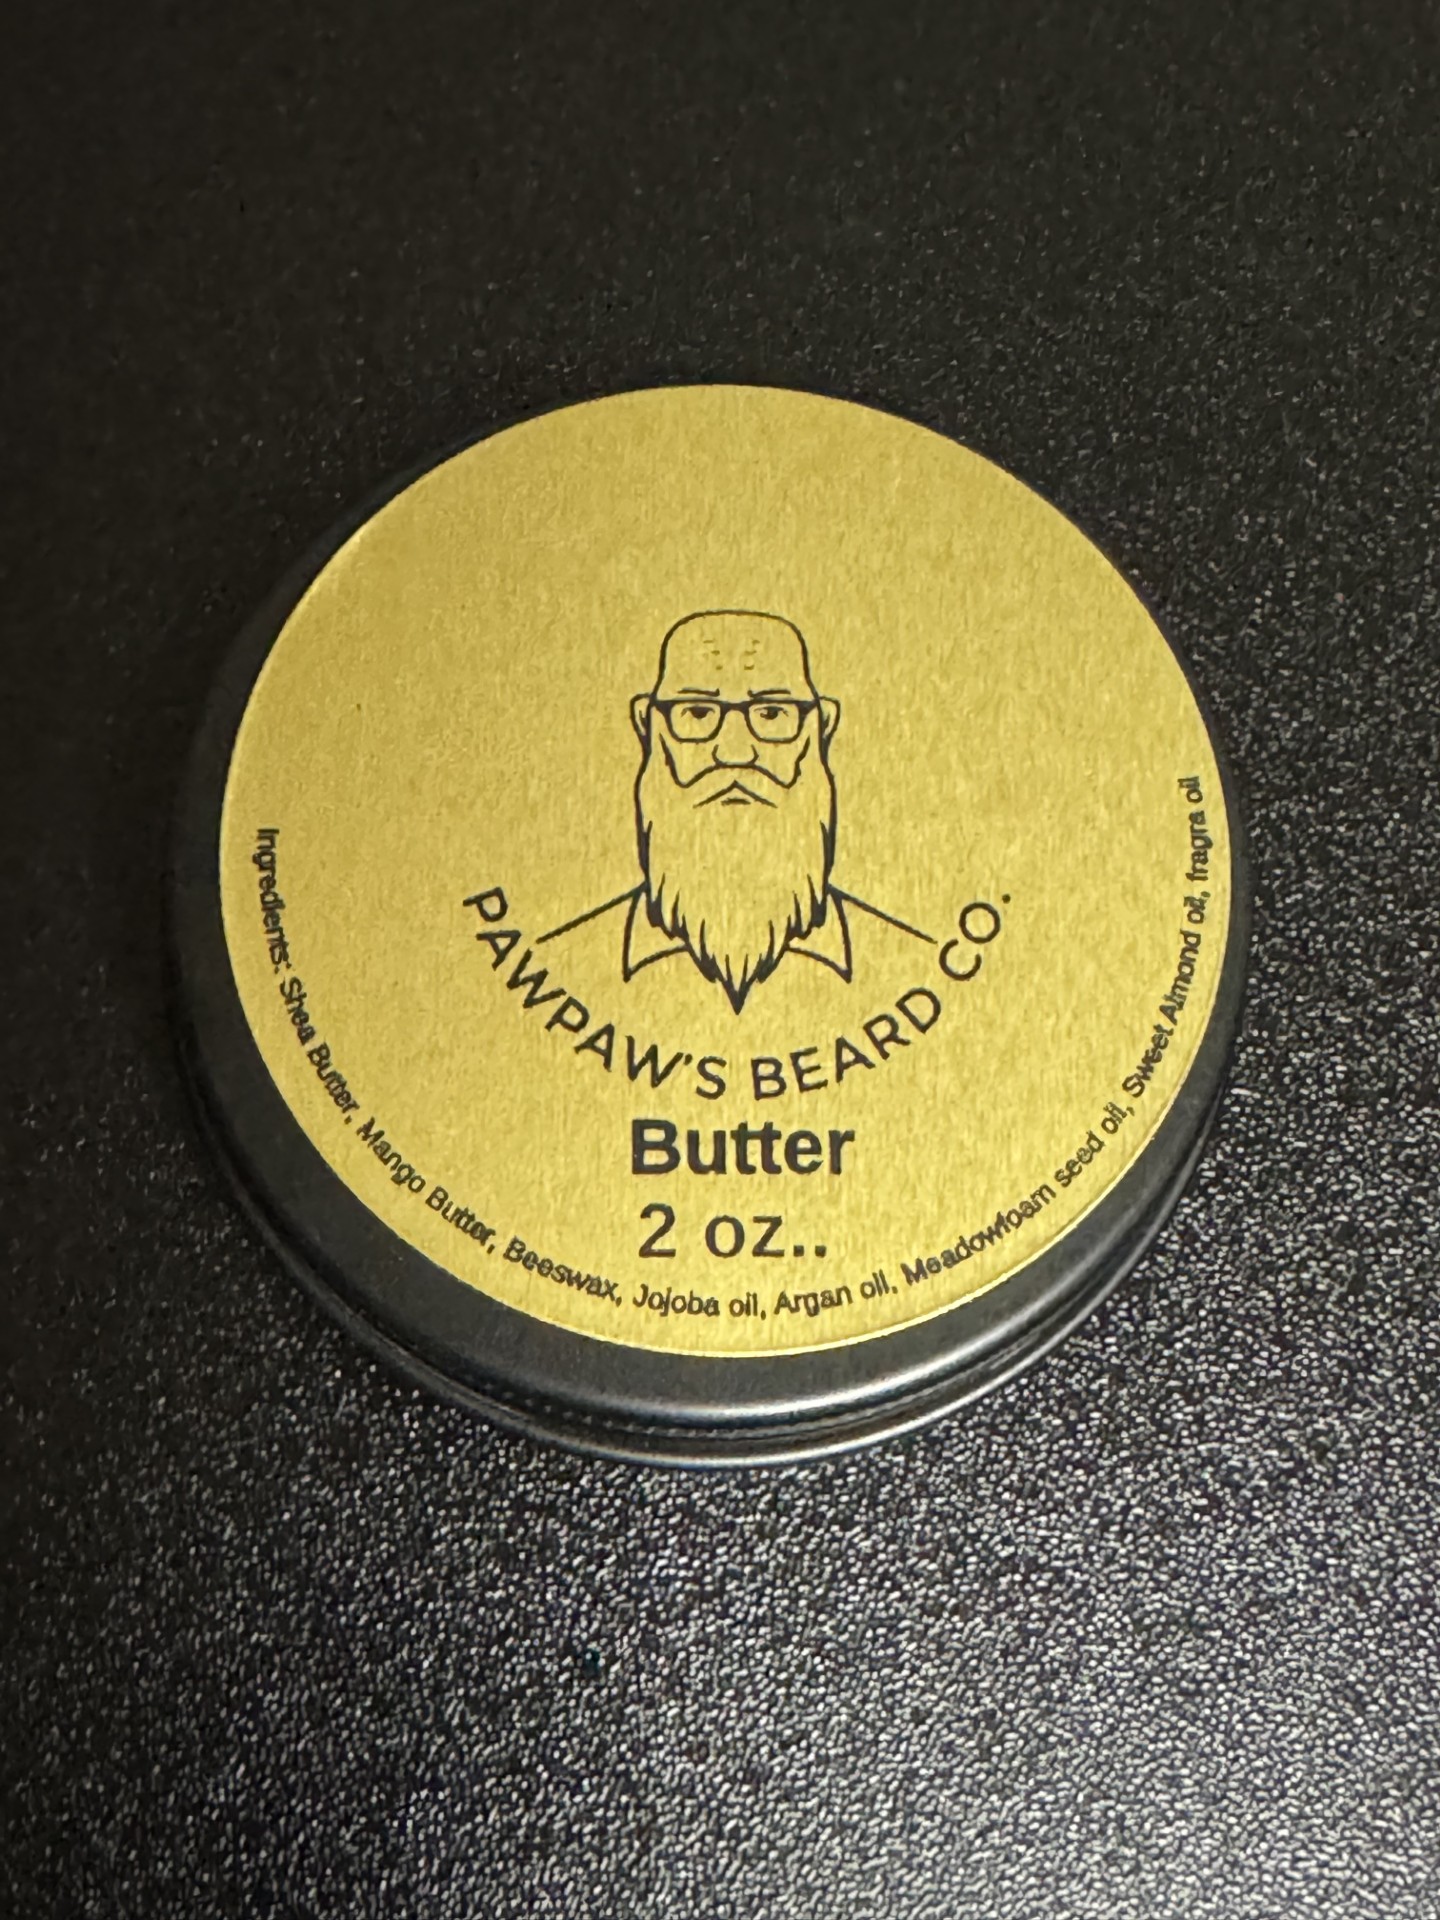 PAWPAW'S BEARD CO.
Butter
2 oz..
Ingredients: Shea Butter, Mango Butter, Beeswax, Jojoba oil, Argan oil, Meadowfoam seed oil, Sweet Almond oil, fragra oil